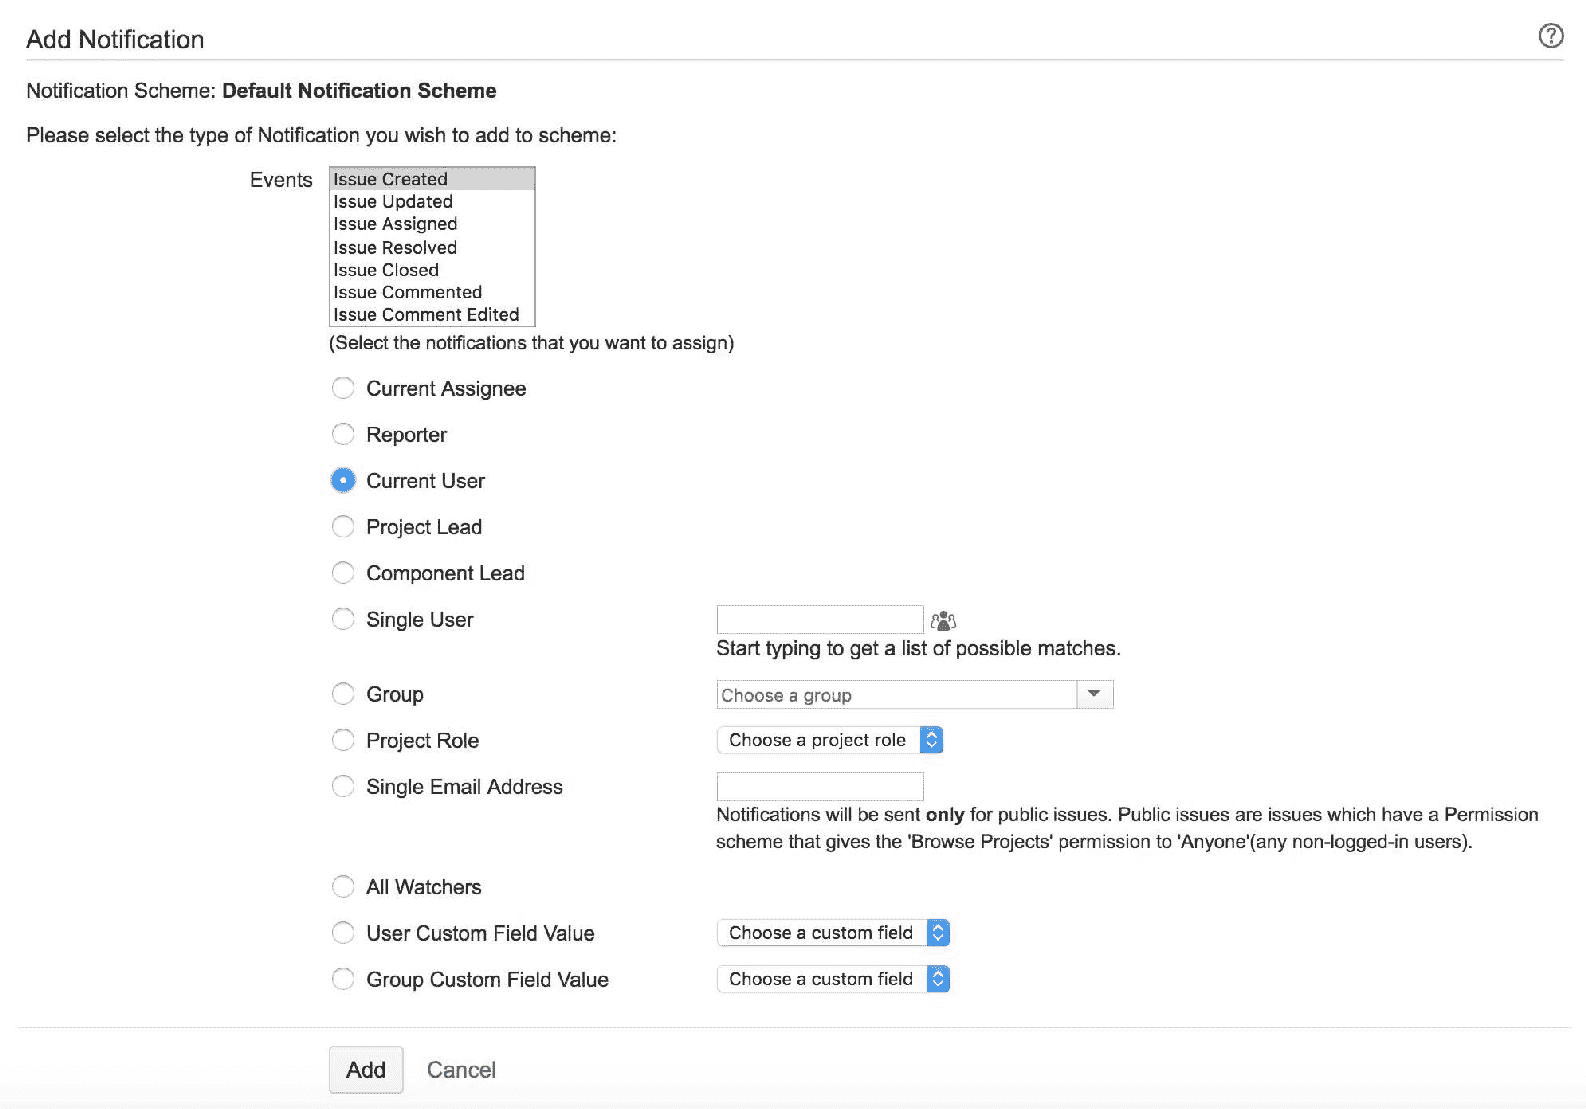 Add Notification
Notification Scheme: Default Notification Scheme
Please select the type of Notification you wish to add to scheme:
Events
Issue Created
Issue Updated
Issue Assigned
Issue Resolved
Issue Closed
Issue Commented
Issue Comment Edited
(Select the notifications that you want to assign)
Current Assignee
Reporter
Current User
Project Lead
Component Lead
Single User
Start typing to get a list of possible matches.
Group
Choose a group
Project Role
Choose a project role
Single Email Address
Notifications will be sent only for public issues. Public issues are issues which have a Permission
scheme that gives the 'Browse Projects' permission to 'Anyone'(any non-logged-in users).
All Watchers
User Custom Field Value
Choose a custom field
Group Custom Field Value
Choose a custom field
Add
Cancel